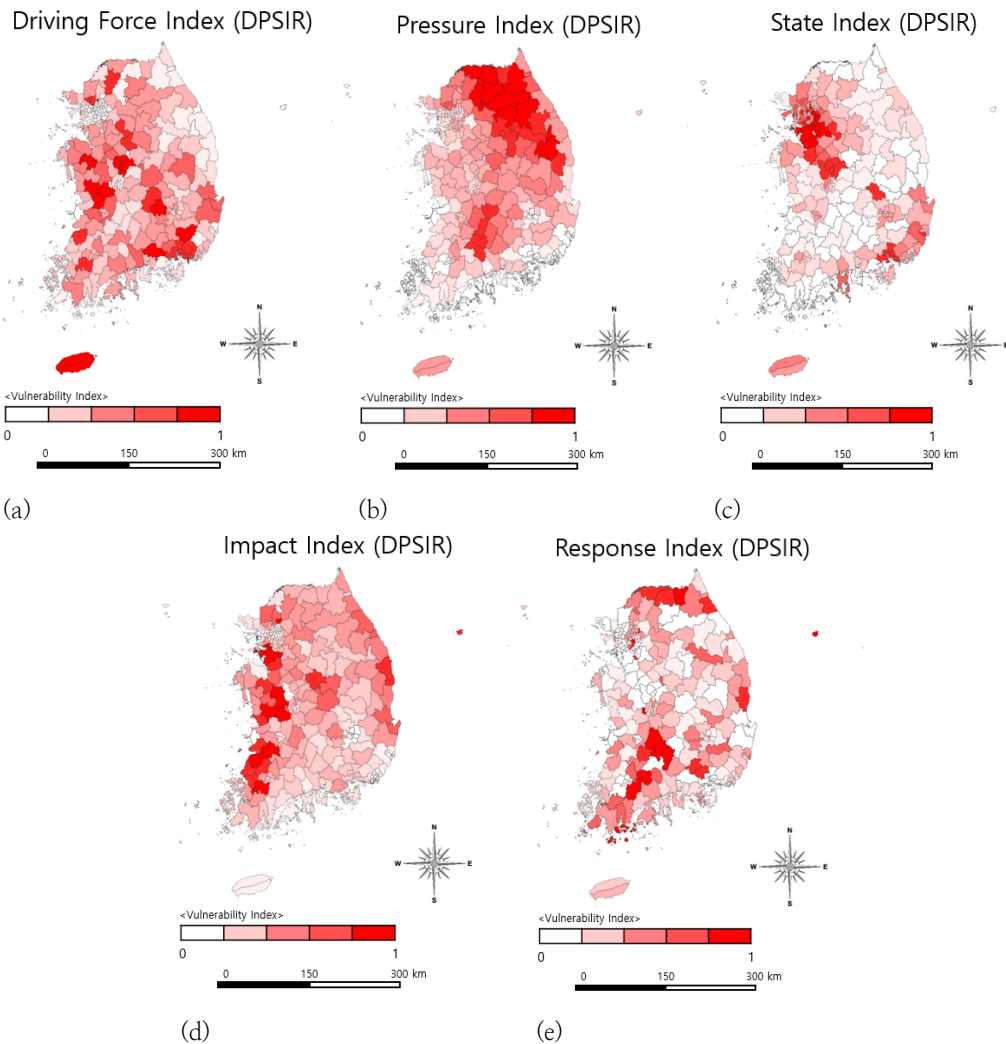 Driving Force Index (DPSIR)
Pressure Index (DPSIR)
State Index (DPSIR)
N
W E
S
N
W E
S
N
W E
S
<Vulnerability Index>
0 1
0 150 300 km
<Vulnerability Index>
0 1
0 150 300 km
<Vulnerability Index>
0 1
0 150 300 km
(a)
(b)
(c)
Impact Index (DPSIR)
Response Index (DPSIR)
N
W E
S
N
W E
S
<Vulnerability Index>
0 1
0 150 300 km
<Vulnerability Index>
0 1
0 150 300 km
(d)
(e)